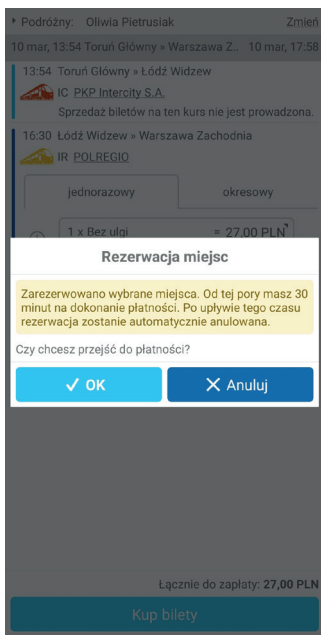 Podróżny: Oliwia Pietrusiak Zmień
10 mar, 13:54 Toruń Główny » Warszawa Z.. 10 mar, 17:58
13:54 Toruń Główny » Łódź Widzew
IC PKP Intercity S.A.
Sprzedaż biletów na ten kurs nie jest prowadzona.
16:30 Łódź Widzew » Warszawa Zachodnia
IR POLREGIO
jednorazowy okresowy
1 x Bez ulgi = 27,00 PLN
Rezerwacja miejsc
Zarezerwowano wybrane miejsca. Od tej pory masz 30
minut na dokonanie płatności. Po upływie tego czasu
rezerwacja zostanie automatycznie anulowana.
Czy chcesz przejść do płatności?
OK Anuluj
Łącznie do zapłaty: 27,00 PLN
Kup bilety